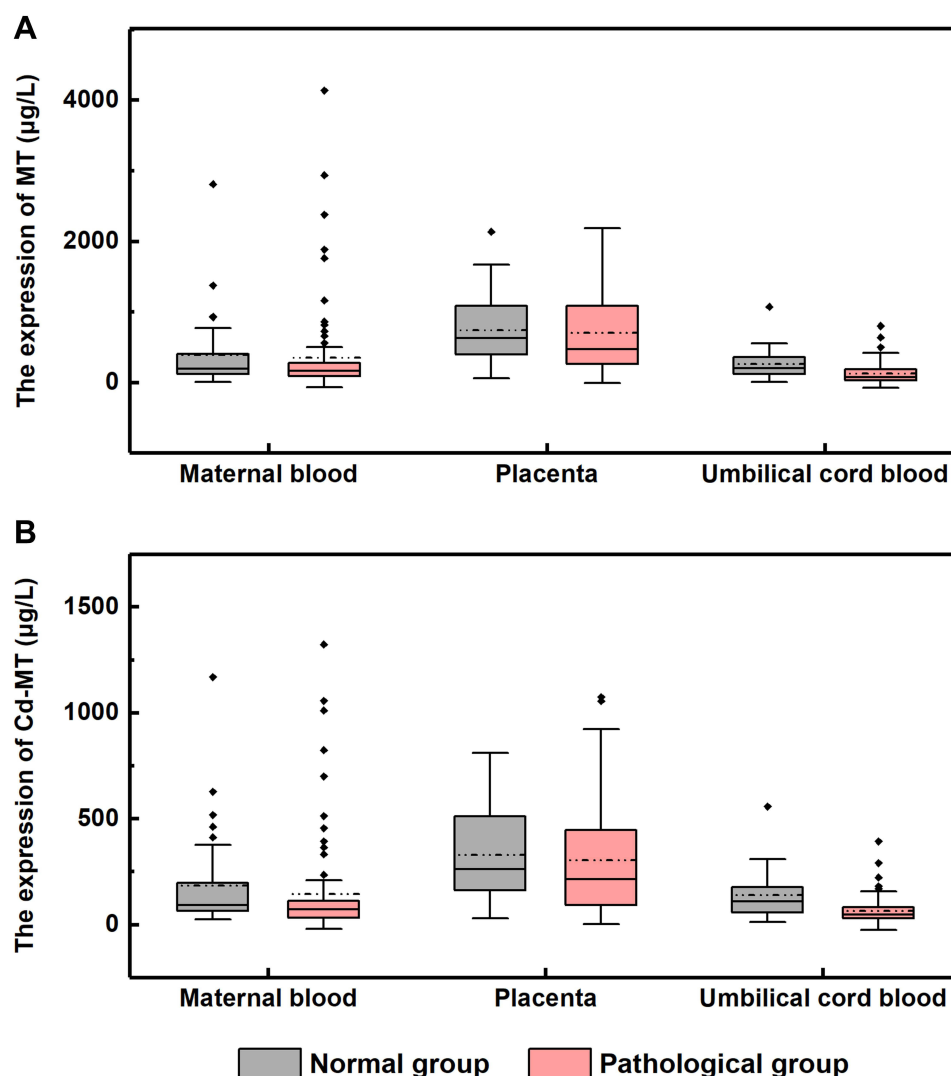 A
The expression of MT (µg/L)
4000
2000
0
Maternal blood Placenta Umbilical cord blood
B
The expression of Cd-MT (µg/L)
1500
1000
500
0
Maternal blood Placenta Umbilical cord blood
Normal group Pathological group